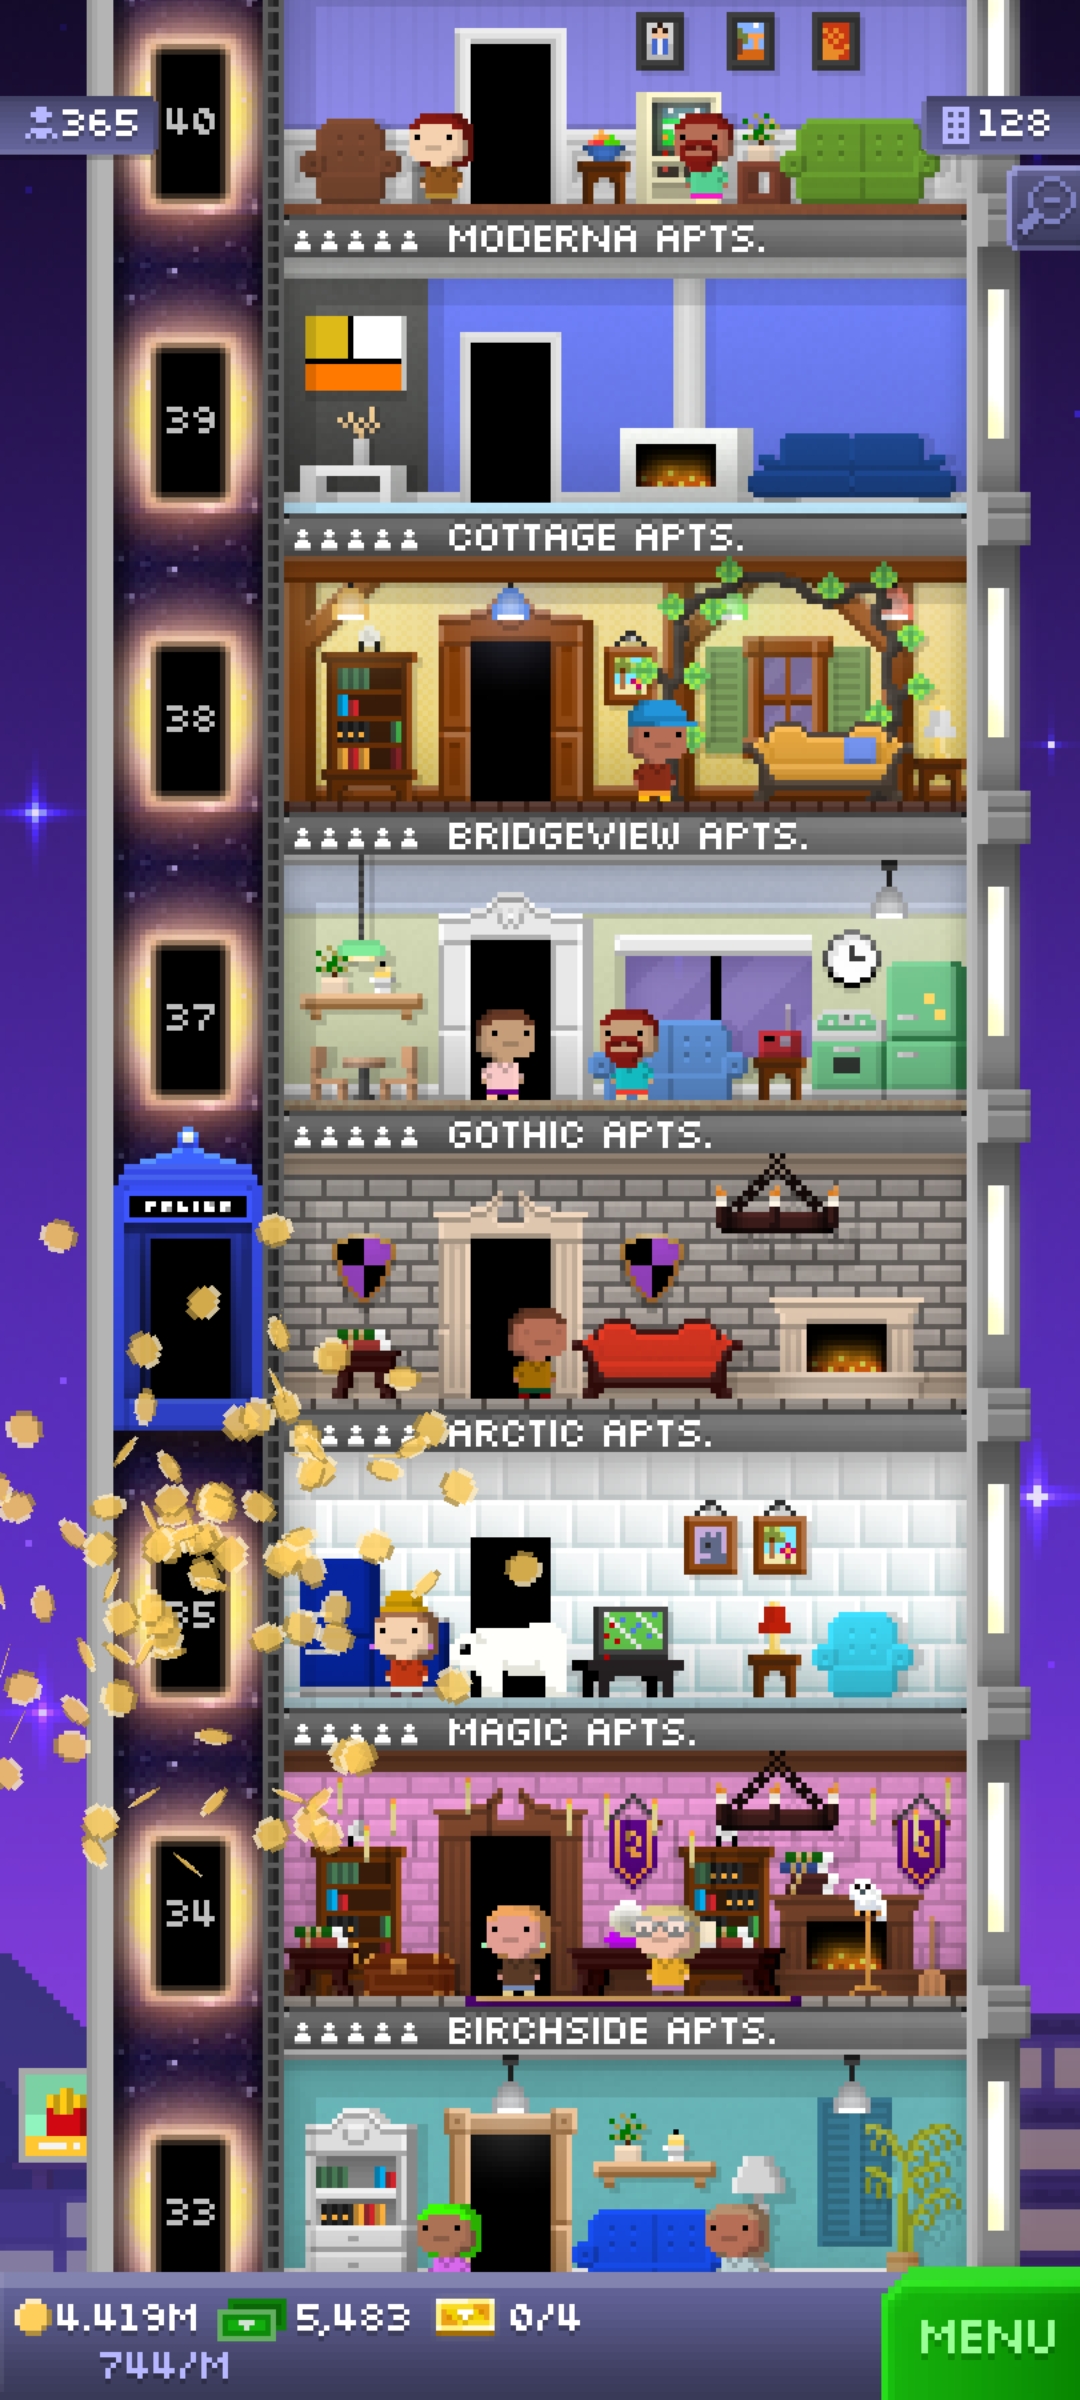 365
40
128
MODERNA APTS.
39
COTTAGE APTS.
38
BRIDGEVIEW APTS.
37
GOTHIC APTS.
POLICE
ARCTIC APTS.
35
MAGIC APTS.
34
BIRCHSIDE APTS.
33
4.419M 5,483 0/4
744/M
MENU